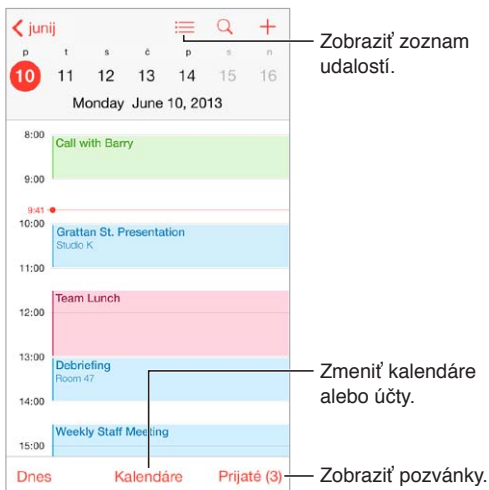 junij
p t s č p s n
10 11 12 13 14 15 16
Monday June 10, 2013
8:00
Call with Barry
9:00
9:41
10:00
Grattan St. Presentation
Studio K
11:00
Team Lunch
12:00
13:00
Debriefing
Room 47
14:00
Weekly Staff Meeting
15:00
Dnes Kalendáre Prijaté (3)
Zobraziť zoznam
udalostí.
Zmeniť kalendáre
alebo účty.
Zobraziť pozvánky.